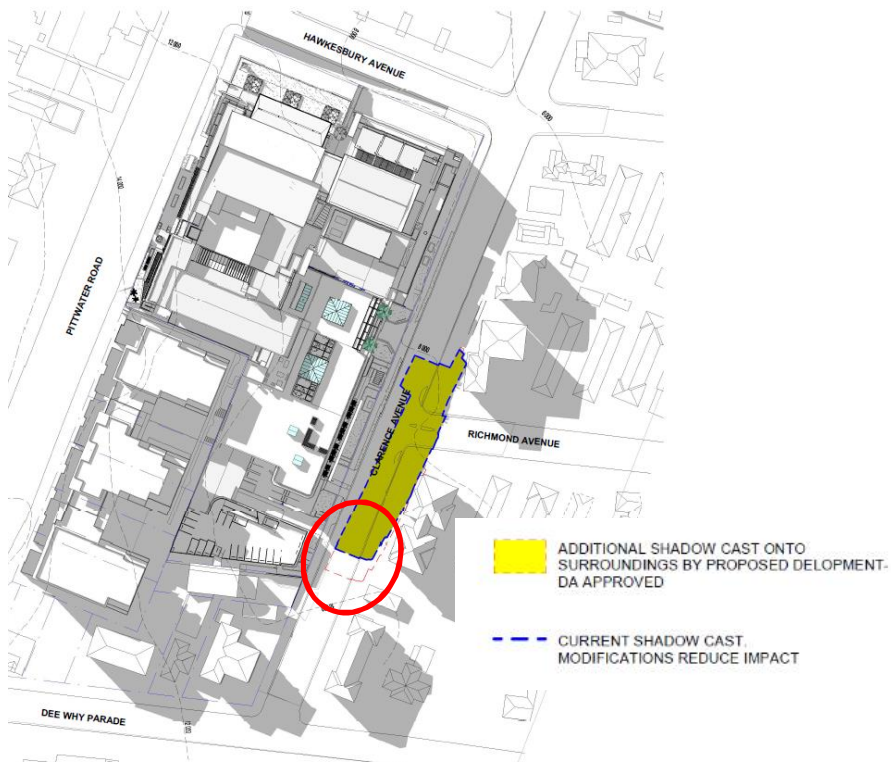 HAWKESBURY AVENUE
PITTWATER ROAD
CLARENCE AVENUE
RICHMOND AVENUE
DEE WHY PARADE
ADDITIONAL SHADOW CAST ONTO
SURROUNDINGS BY PROPOSED DELOPMENT-
DA APPROVED
CURRENT SHADOW CAST,
MODIFICATIONS REDUCE IMPACT